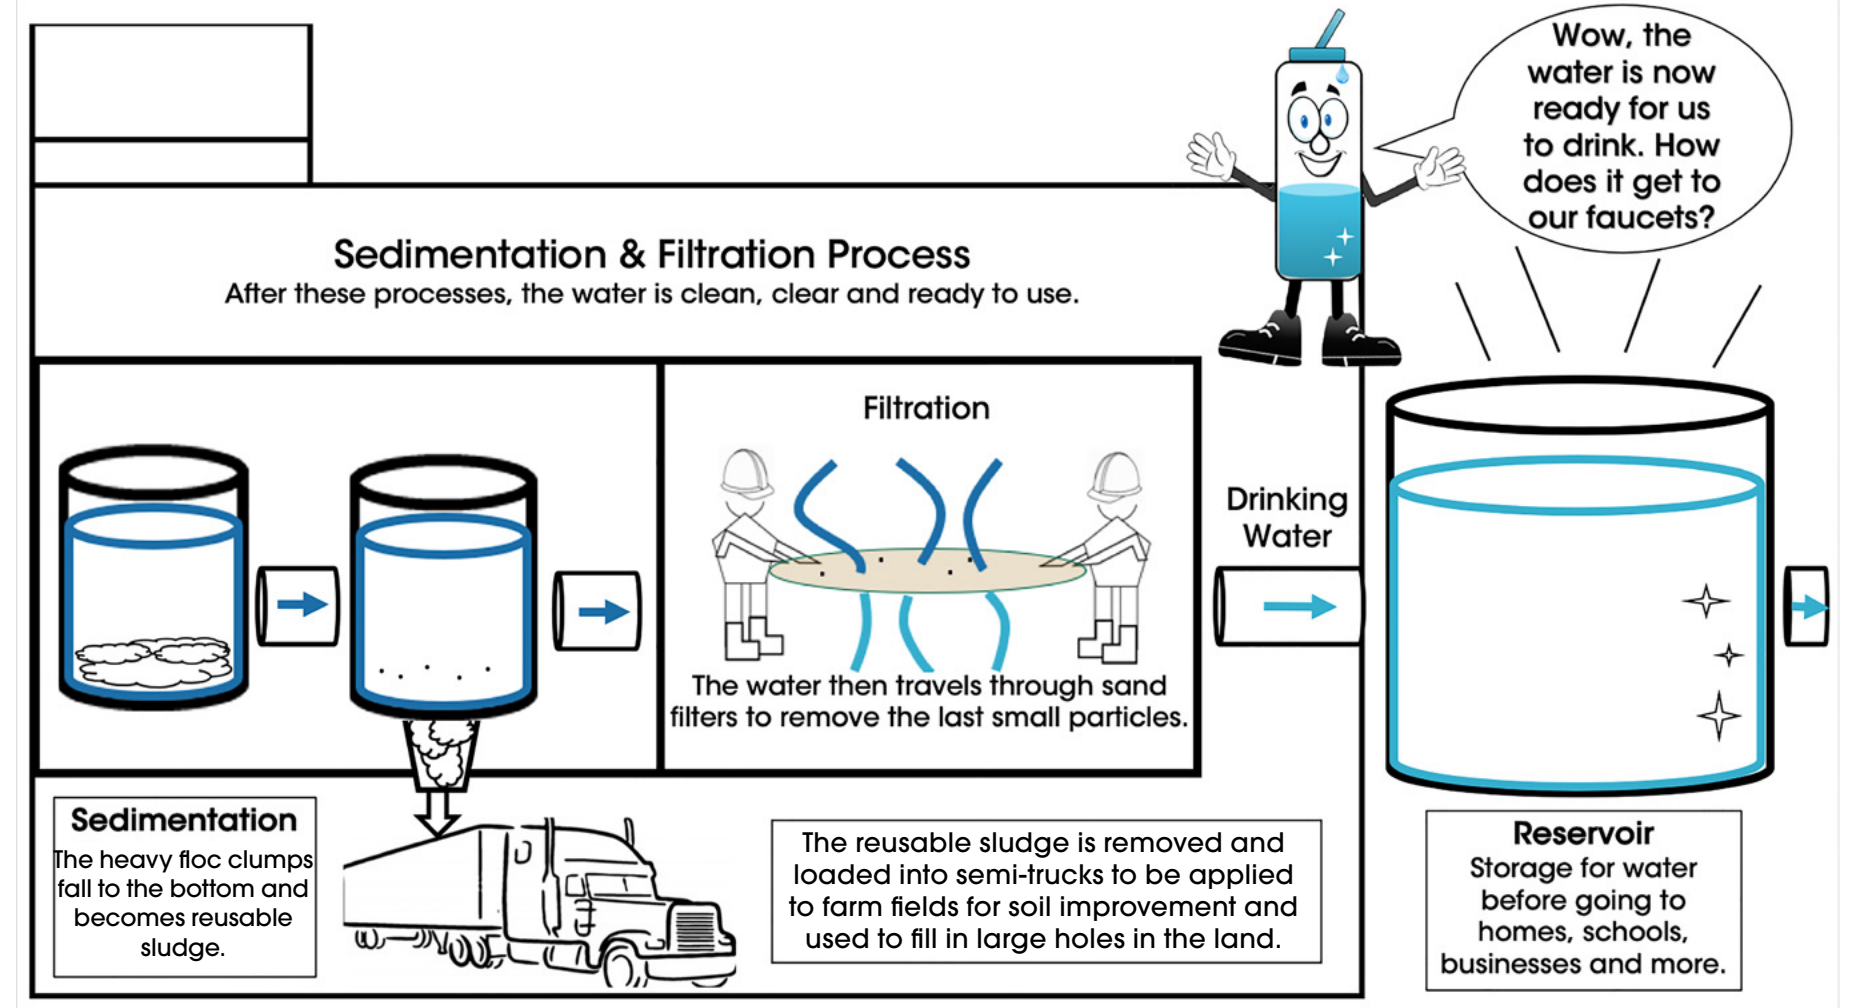 Wow, the
water is now
ready for us
to drink. How
does it get to
our faucets?
Sedimentation & Filtration Process
After these processes, the water is clean, clear and ready to use.
Filtration
The water then travels through sand
filters to remove the last small particles.
Drinking
Water
Sedimentation
The heavy floc clumps
fall to the bottom and
becomes reusable
sludge.
The reusable sludge is removed and
loaded into semi-trucks to be applied
to farm fields for soil improvement and
used to fill in large holes in the land.
Reservoir
Storage for water
before going to
homes, schools,
businesses and more.